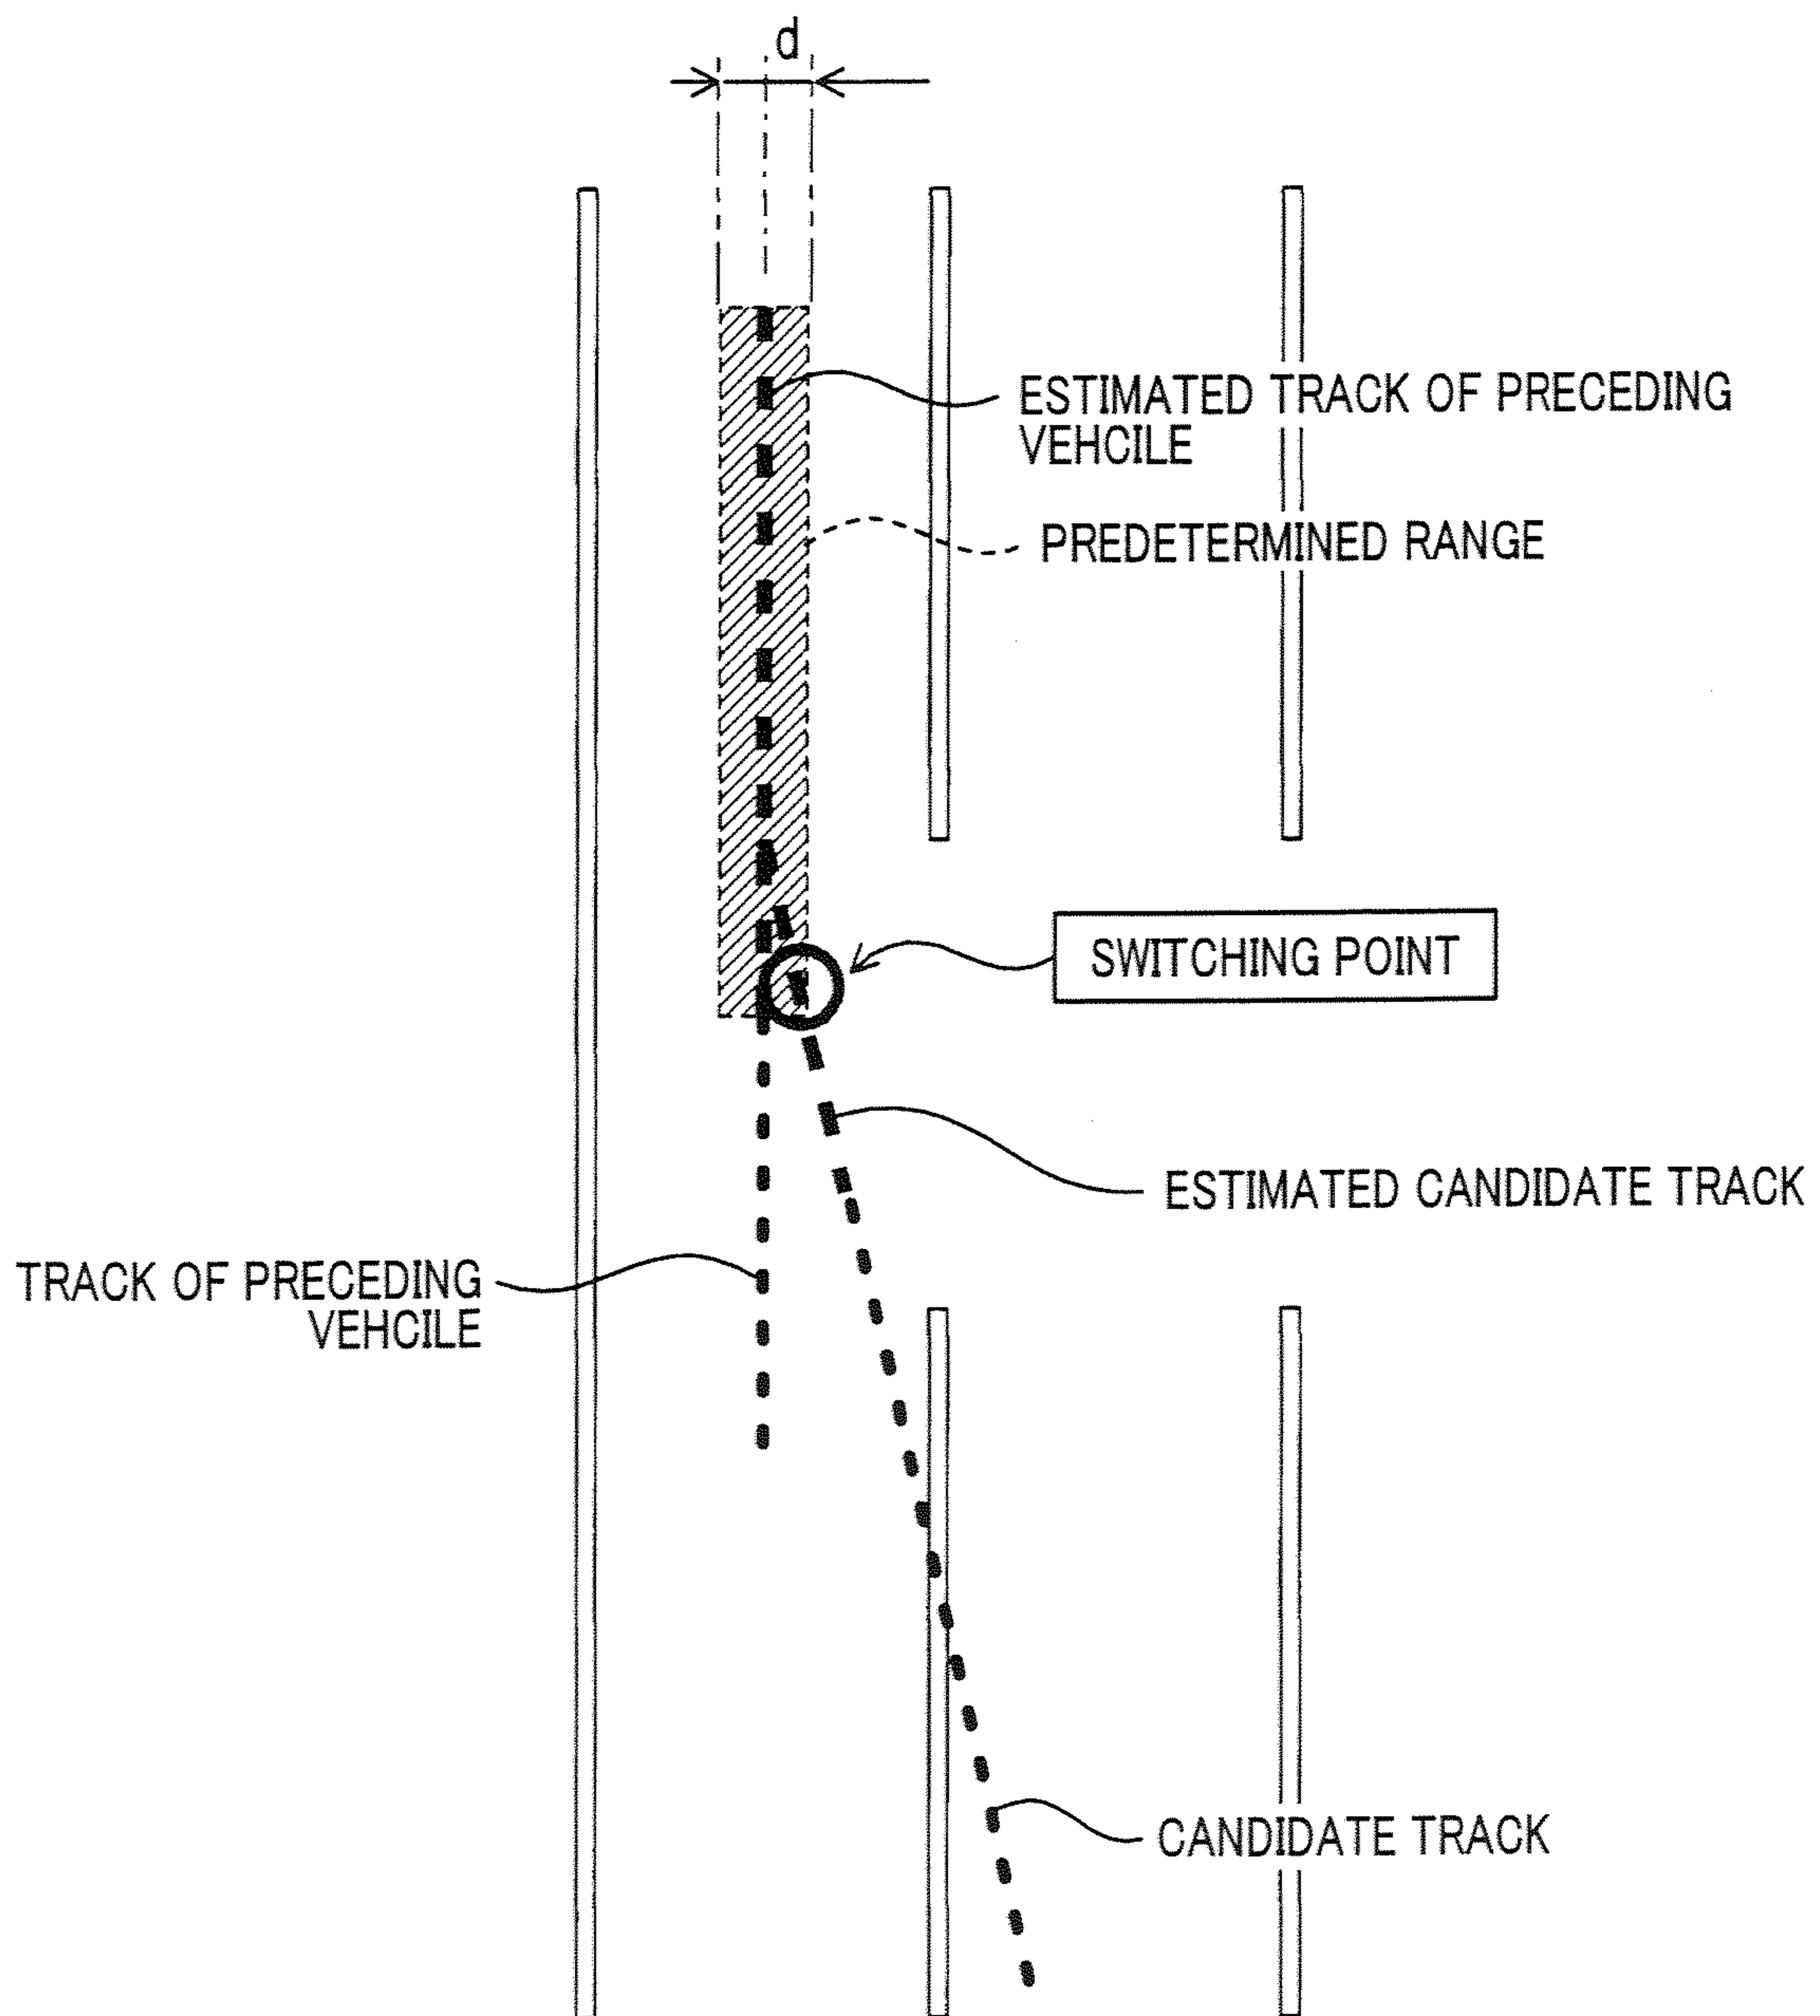 d
ESTIMATED TRACK OF PRECEDING
VEHCILE
PREDETERMINED RANGE
SWITCHING POINT
ESTIMATED CANDIDATE TRACK
TRACK OF PRECEDING
VEHCILE
CANDIDATE TRACK